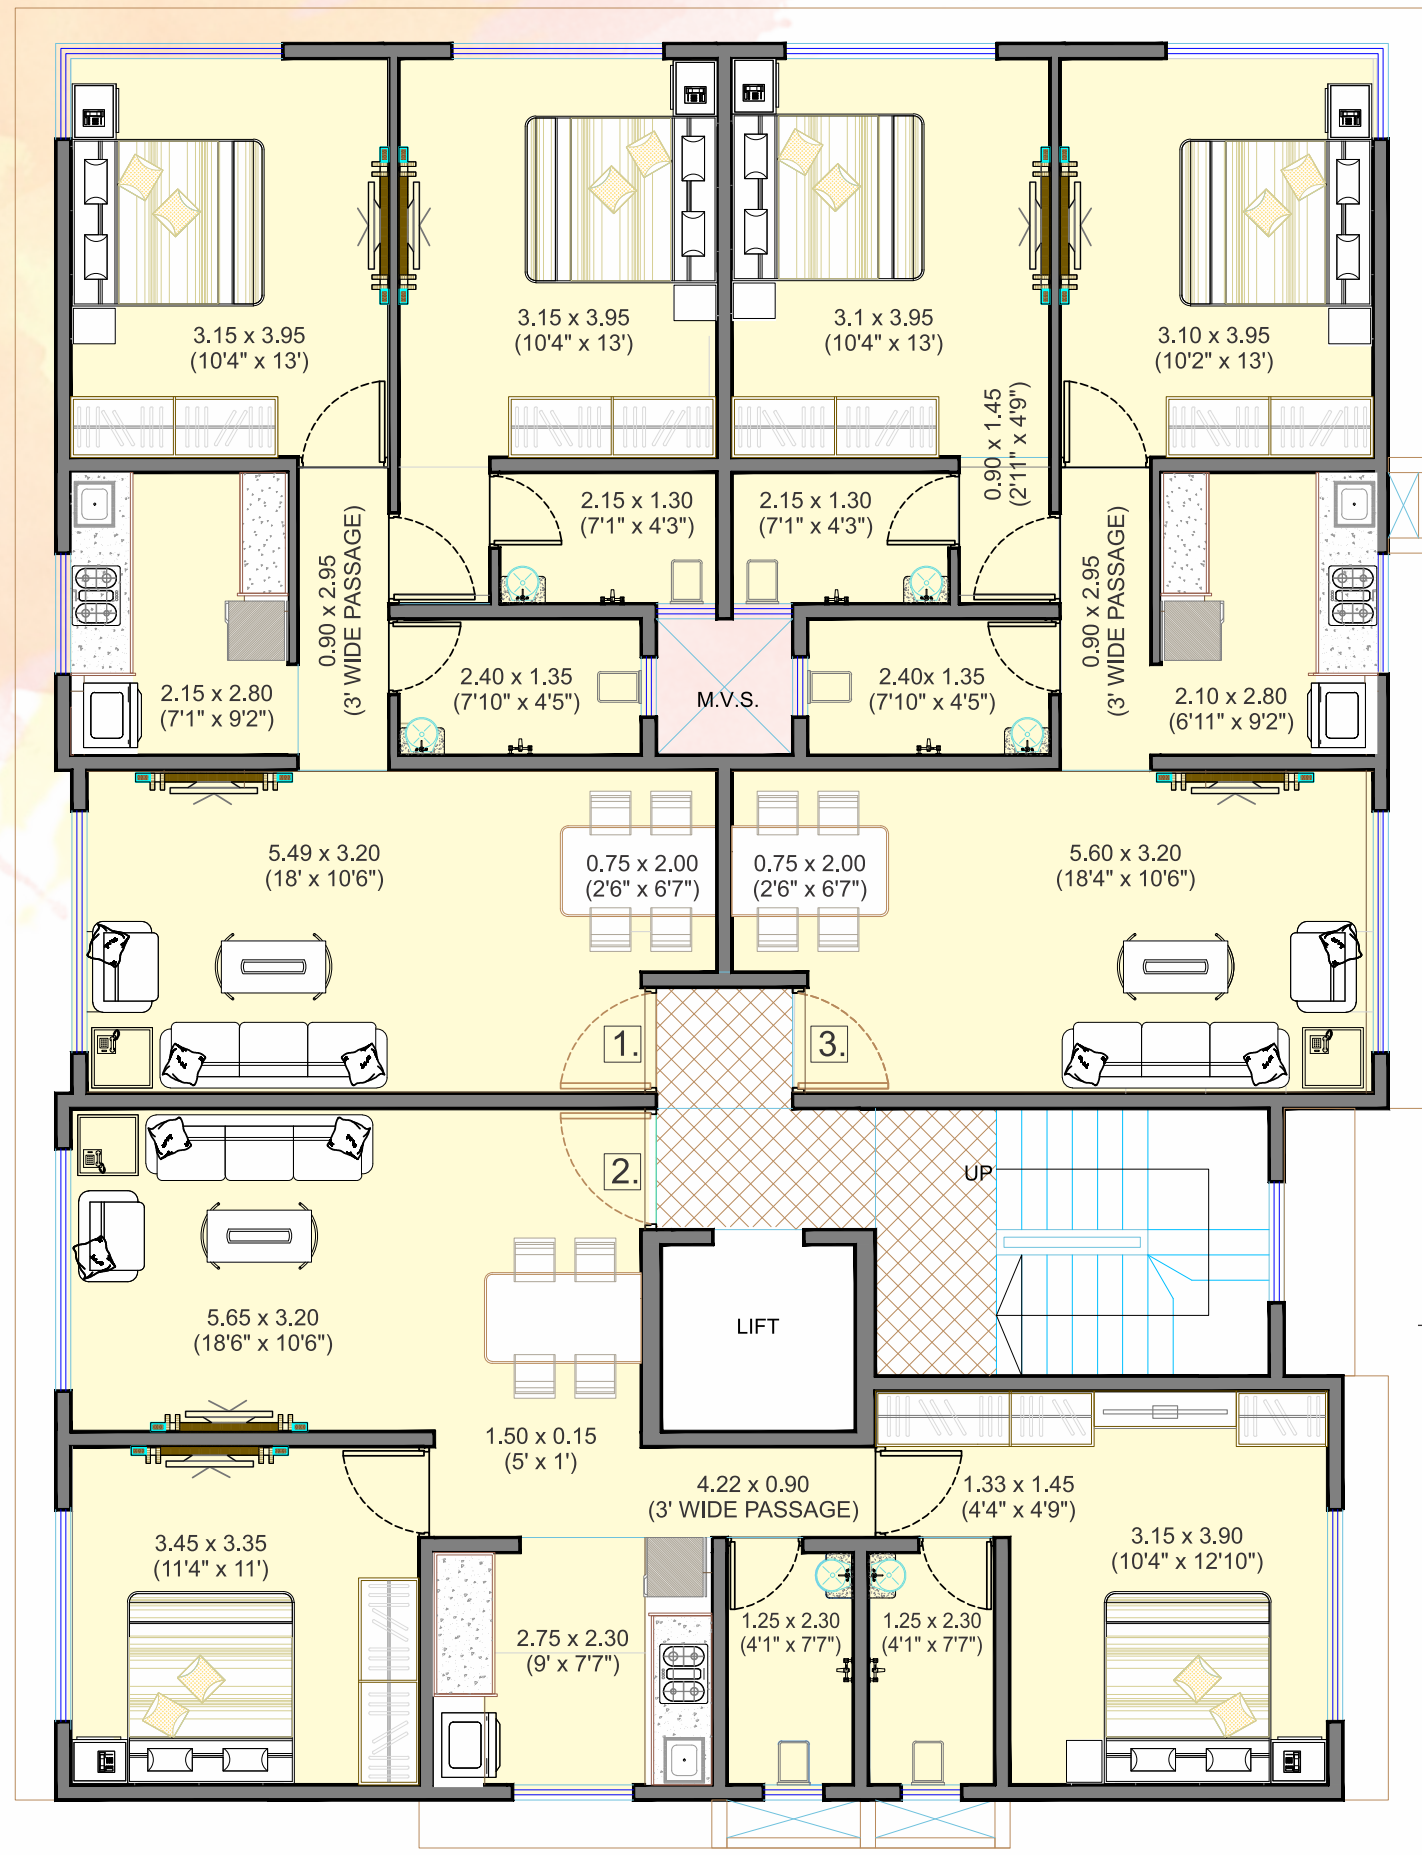 3.15 x 3.95
(10'4" x 13')
3.15 x 3.95
(10'4" x 13')
3.1 x 3.95
(10'4" x 13')
3.10 x 3.95
(10'2" x 13')
0.90 x 1.45
(2'11" x 4'9")
2.15 x 1.30
(7'1" x 4'3")
2.15 x 1.30
(7'1" x 4'3")
0.90 x 2.95
(3' WIDE PASSAGE)
0.90 x 2.95
(3' WIDE PASSAGE)
2.15 x 2.80
(7'1" x 9'2")
2.40 x 1.35
(7'10" x 4'5")
M.V.S.
2.40x 1.35
(7'10" x 4'5")
2.10 x 2.80
(6'11" x 9'2")
5.49 x 3.20
(18' x 10'6")
0.75 x 2.00
(2'6" x 6'7")
0.75 x 2.00
(2'6" x 6'7")
5.60 x 3.20
(18'4" x 10'6")
1.
3.
2.
UP
5.65 x 3.20
(18'6" x 10'6")
LIFT
1.50 x 0.15
(5' x 1')
4.22 x 0.90
(3' WIDE PASSAGE)
1.33 x 1.45
(4'4" x 4'9")
3.45 x 3.35
(11'4" x 11')
3.15 x 3.90
(10'4" x 12'10")
2.75 x 2.30
(9' x 7'7")
1.25 x 2.30
(4'1" x 7'7")
1.25 x 2.30
(4'1" x 7'7")